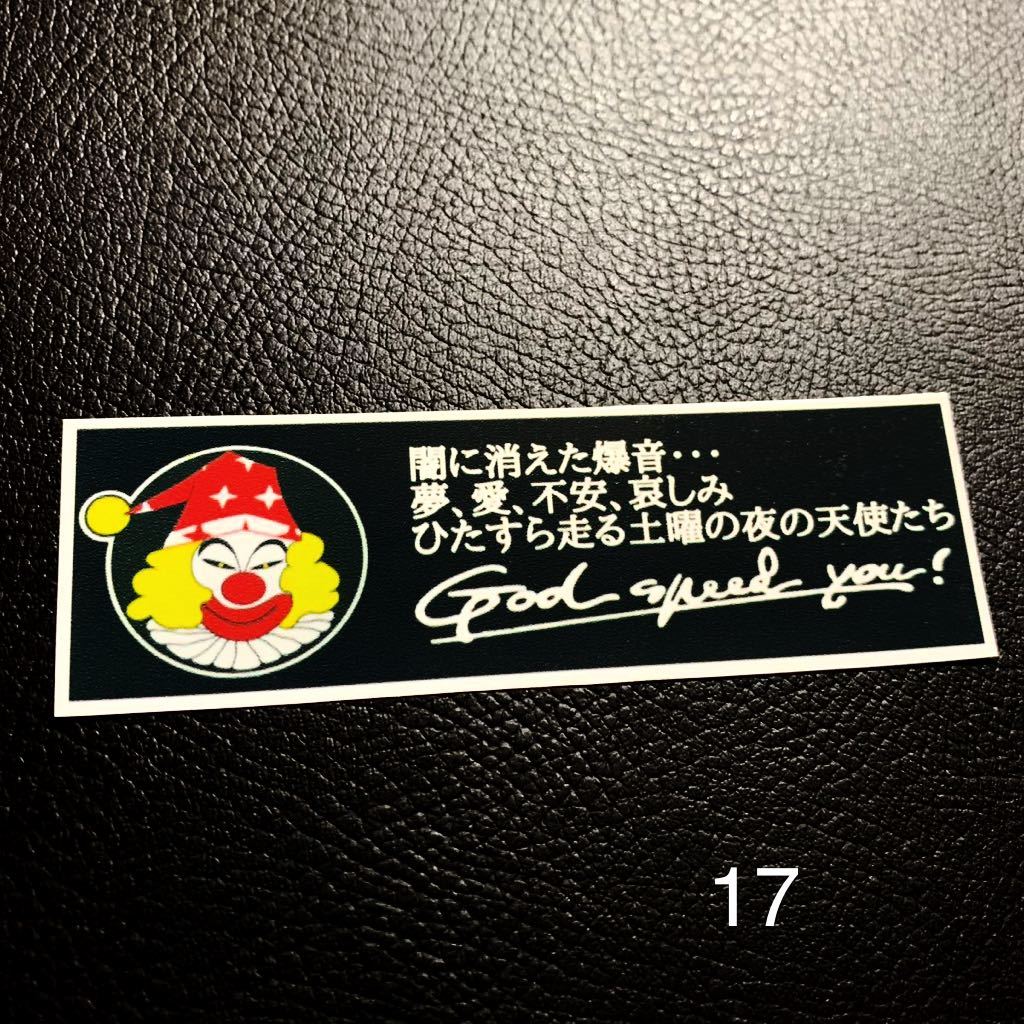 闇に消えた爆音･･･
夢、愛、不安、哀しみ
ひたすら走る土曜の夜の天使たち
God speed you!
17